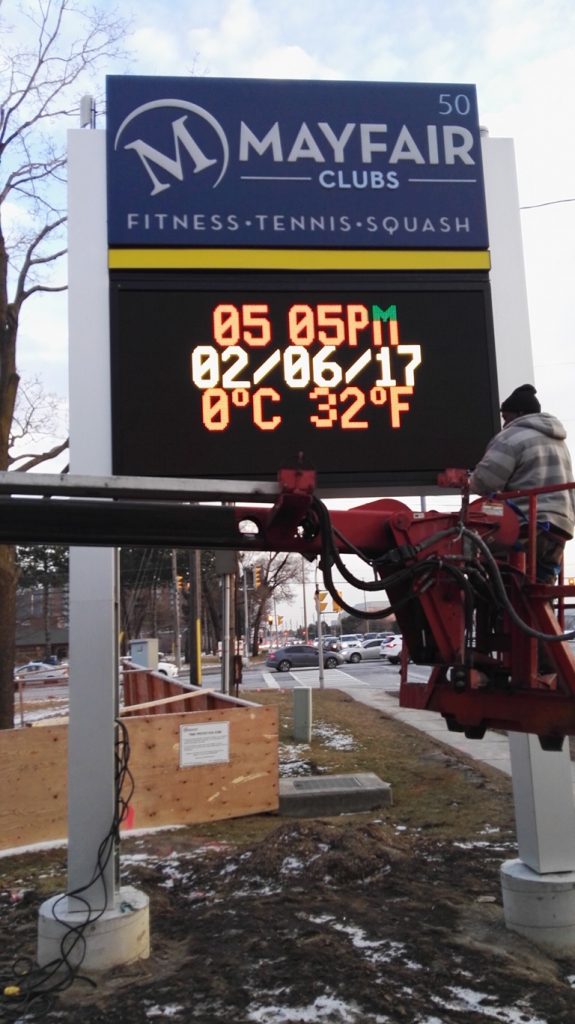 50
M MAYFAIR
CLUBS
FITNESS•TENNIS•SQUASH
05 05PM
02/06/17
0°C 32°F